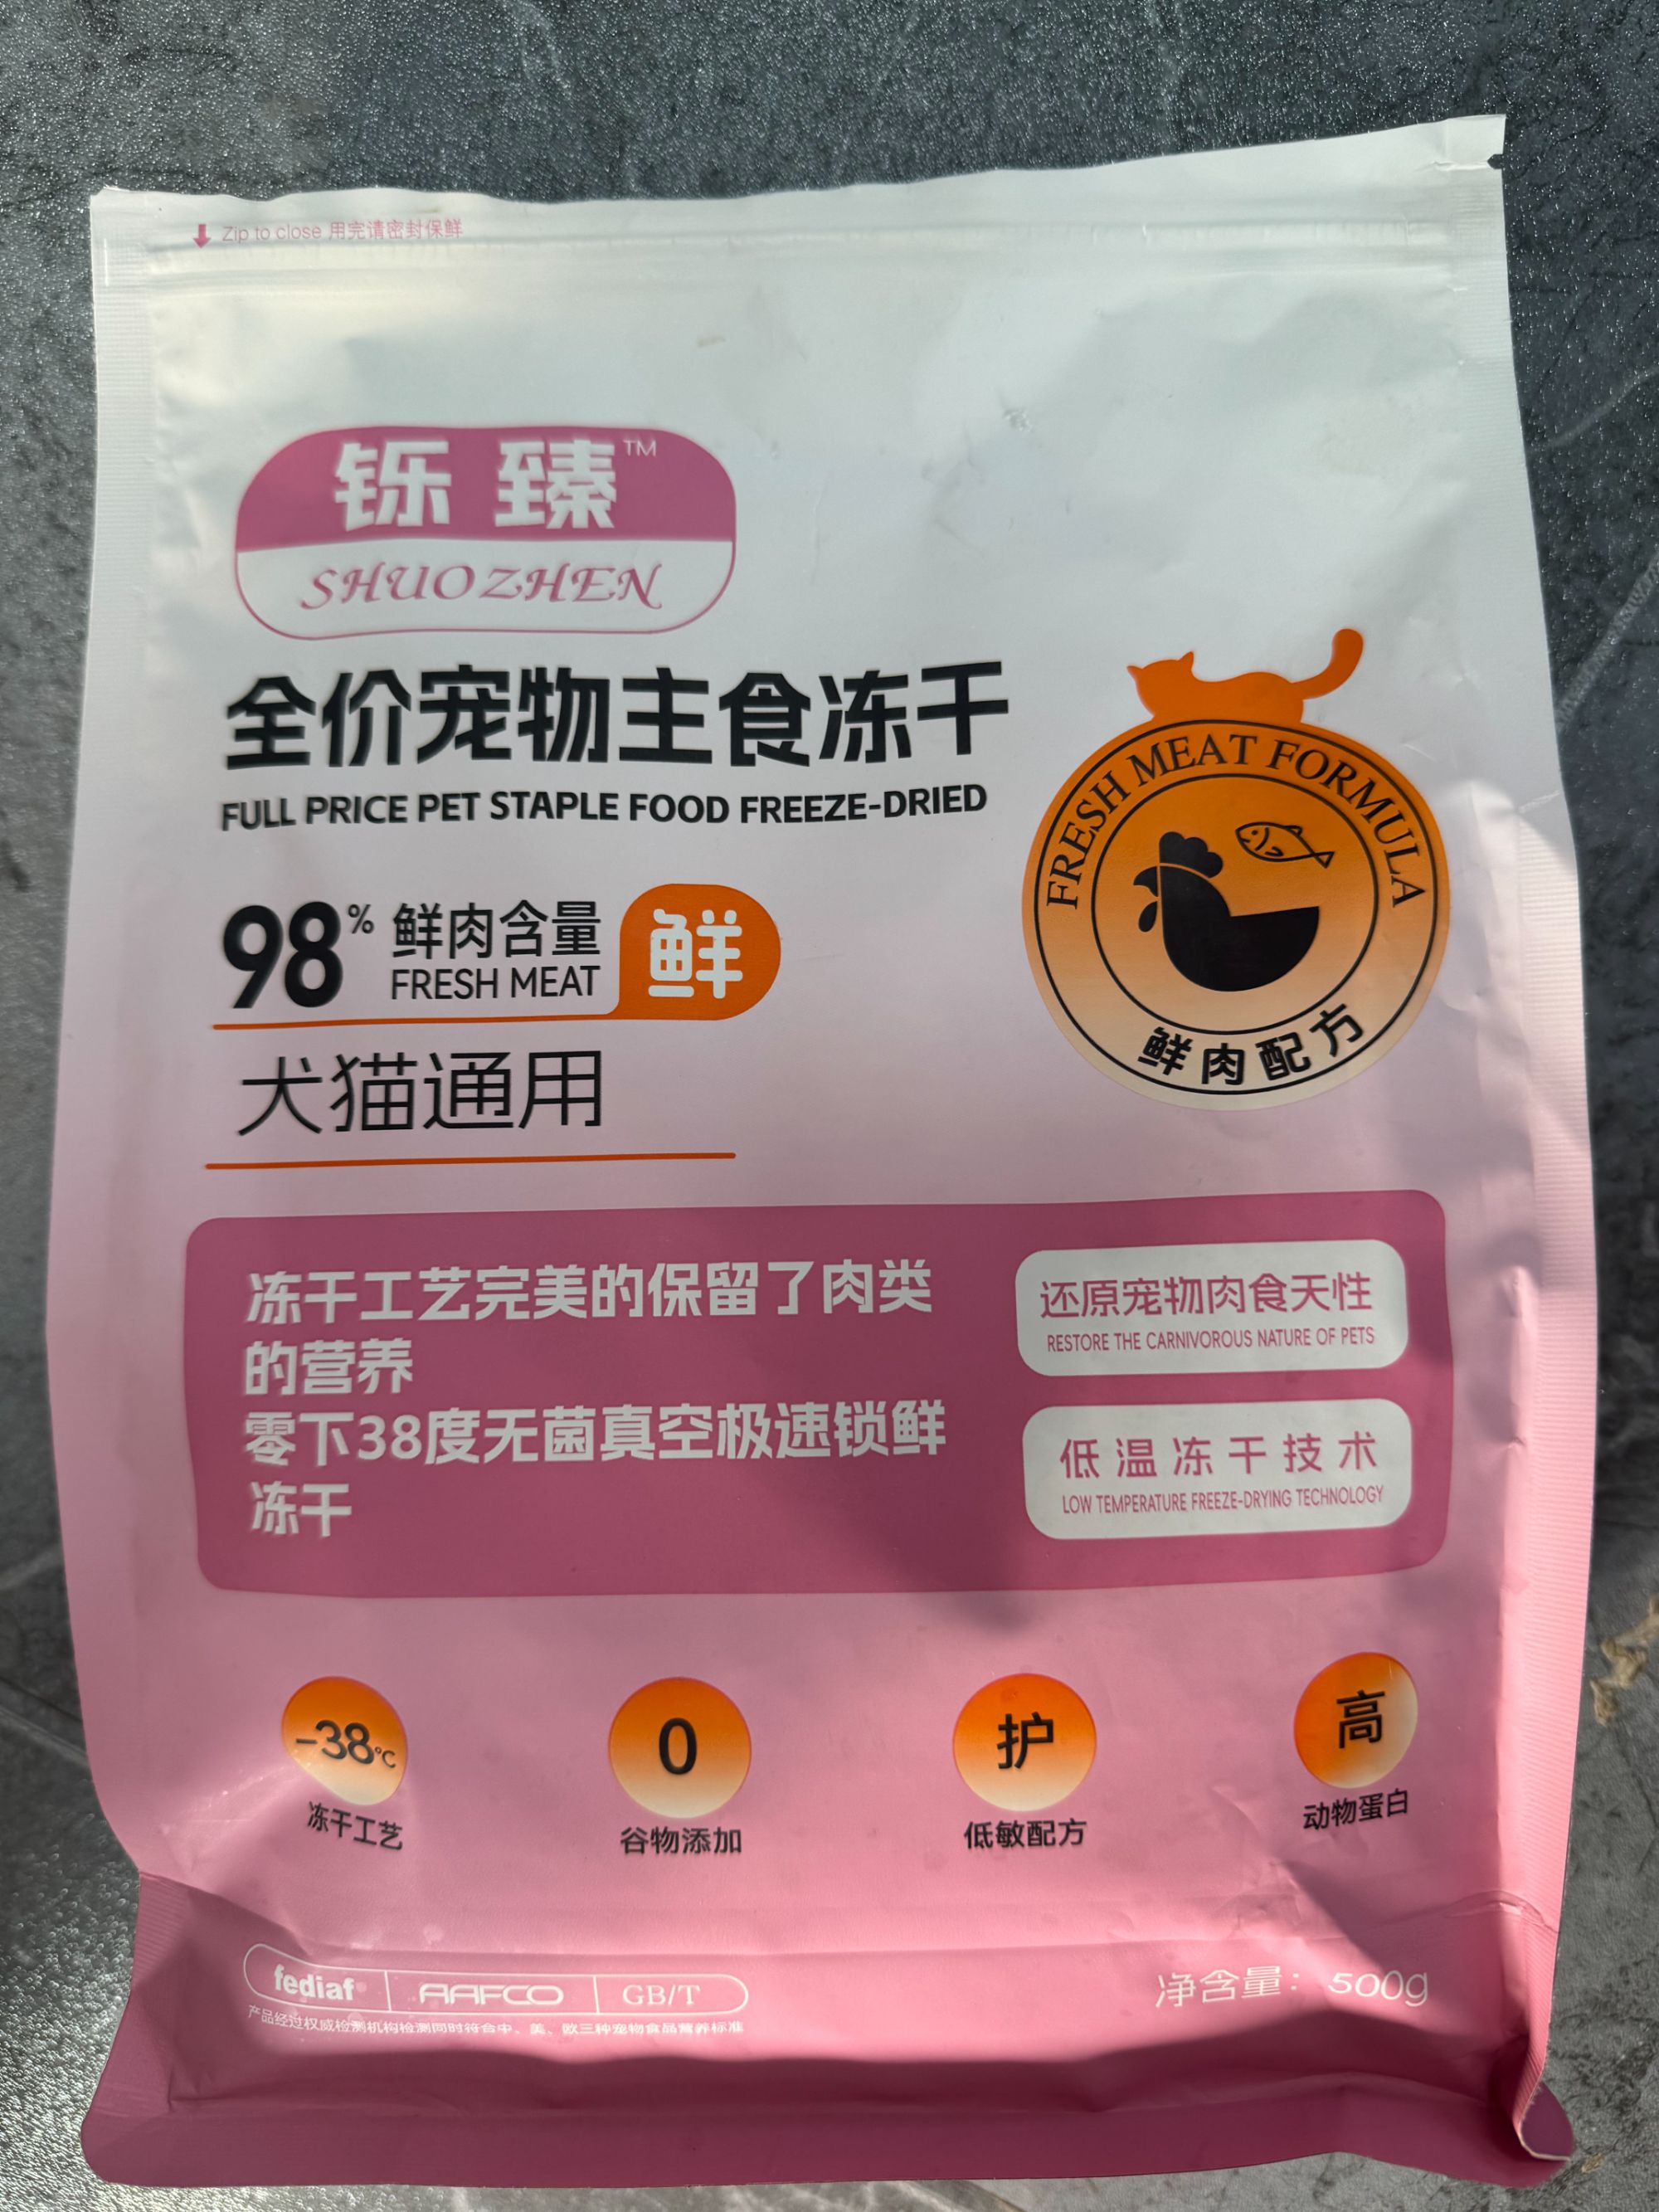 Zip to close 用完请密封保鲜
铄臻™
SHUOZHEN
全价宠物主食冻干
FULL PRICE PET STAPLE FOOD FREEZE-DRIED
98% 鲜肉含量
FRESH MEAT
鲜
犬猫通用
FRESH MEAT FORMULA
鲜肉配方
冻干工艺完美的保留了肉类
的营养
零下38度无菌真空极速锁鲜
冻干
还原宠物肉食天性
RESTORE THE CARNIVOROUS NATURE OF PETS
低温冻干技术
LOW TEMPERATURE FREEZE-DRYING TECHNOLOGY
-38℃
冻干工艺
0
谷物添加
护
低敏配方
高
动物蛋白
fediaf AAFCO GB/T
产品经过权威检测机构检测同时符合中、美、欧三种宠物食品营养标准
净含量：500g